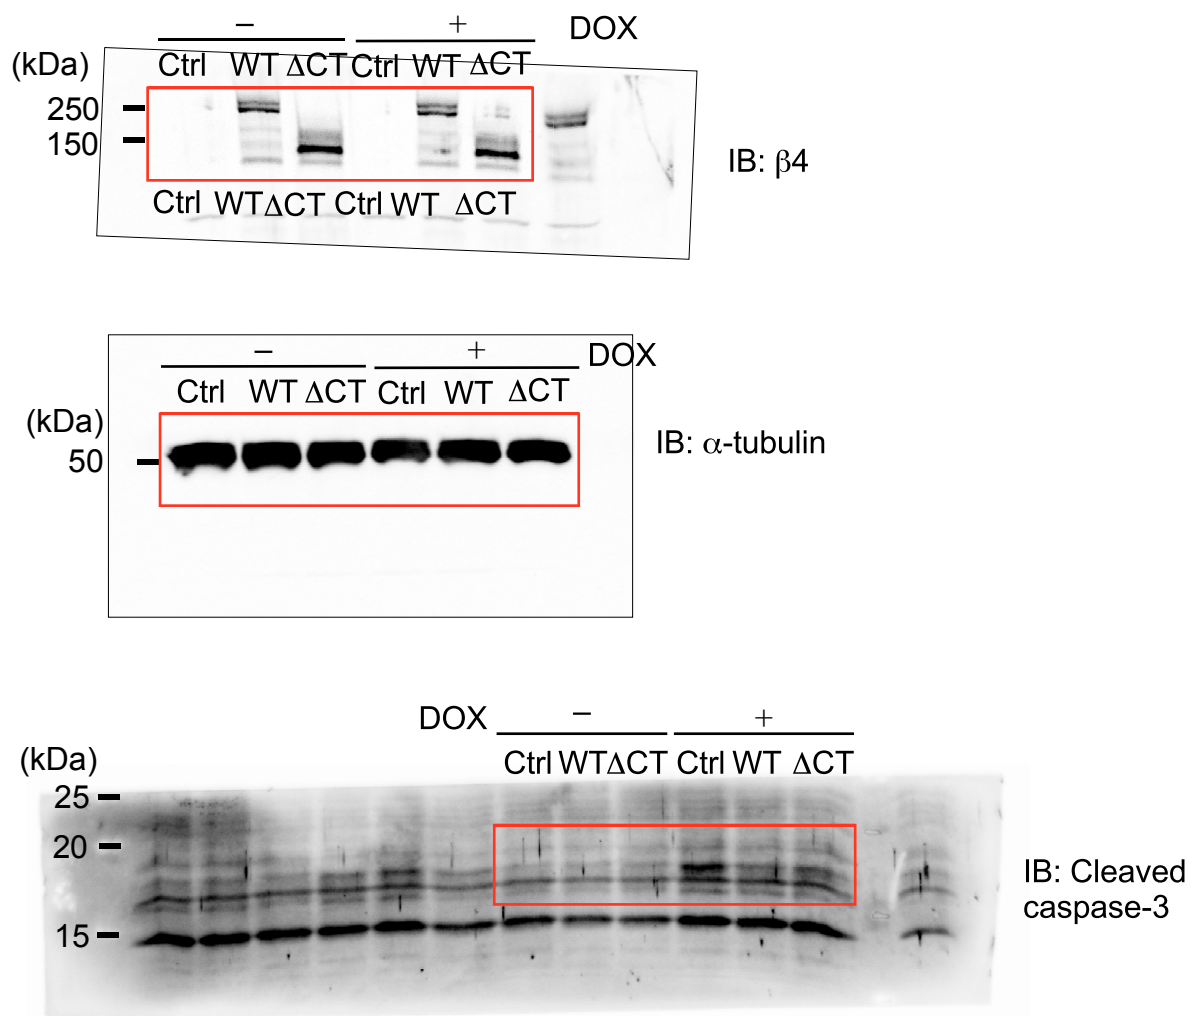 − + DOX
(kDa) Ctrl WT ΔCT Ctrl WT ΔCT
250
150
IB: β4
Ctrl WT ΔCT Ctrl WT ΔCT
− + DOX
Ctrl WT ΔCT Ctrl WT ΔCT
(kDa)
50
IB: α-tubulin
DOX − +
(kDa) Ctrl WT ΔCT Ctrl WT ΔCT
25
20
IB: Cleaved
caspase-3
15